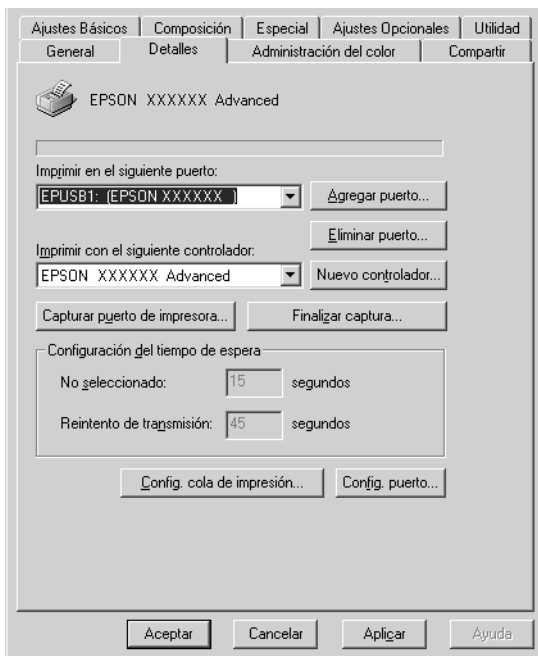 Ajustes Básicos Composición Especial Ajustes Opcionales Utilidad
General Detalles Administración del color Compartir
EPSON XXXXXX Advanced
Imprimir en el siguiente puerto:
EPUSB1: (EPSON XXXXXX ) Agregar puerto...
Eliminar puerto...
Imprimir con el siguiente controlador:
EPSON XXXXXX Advanced Nuevo controlador...
Capturar puerto de impresora... Finalizar captura...
Configuración del tiempo de espera
No seleccionado: 15 segundos
Reintento de transmisión: 45 segundos
Config. cola de impresión... Config. puerto...
Aceptar Cancelar Aplicar Ayuda